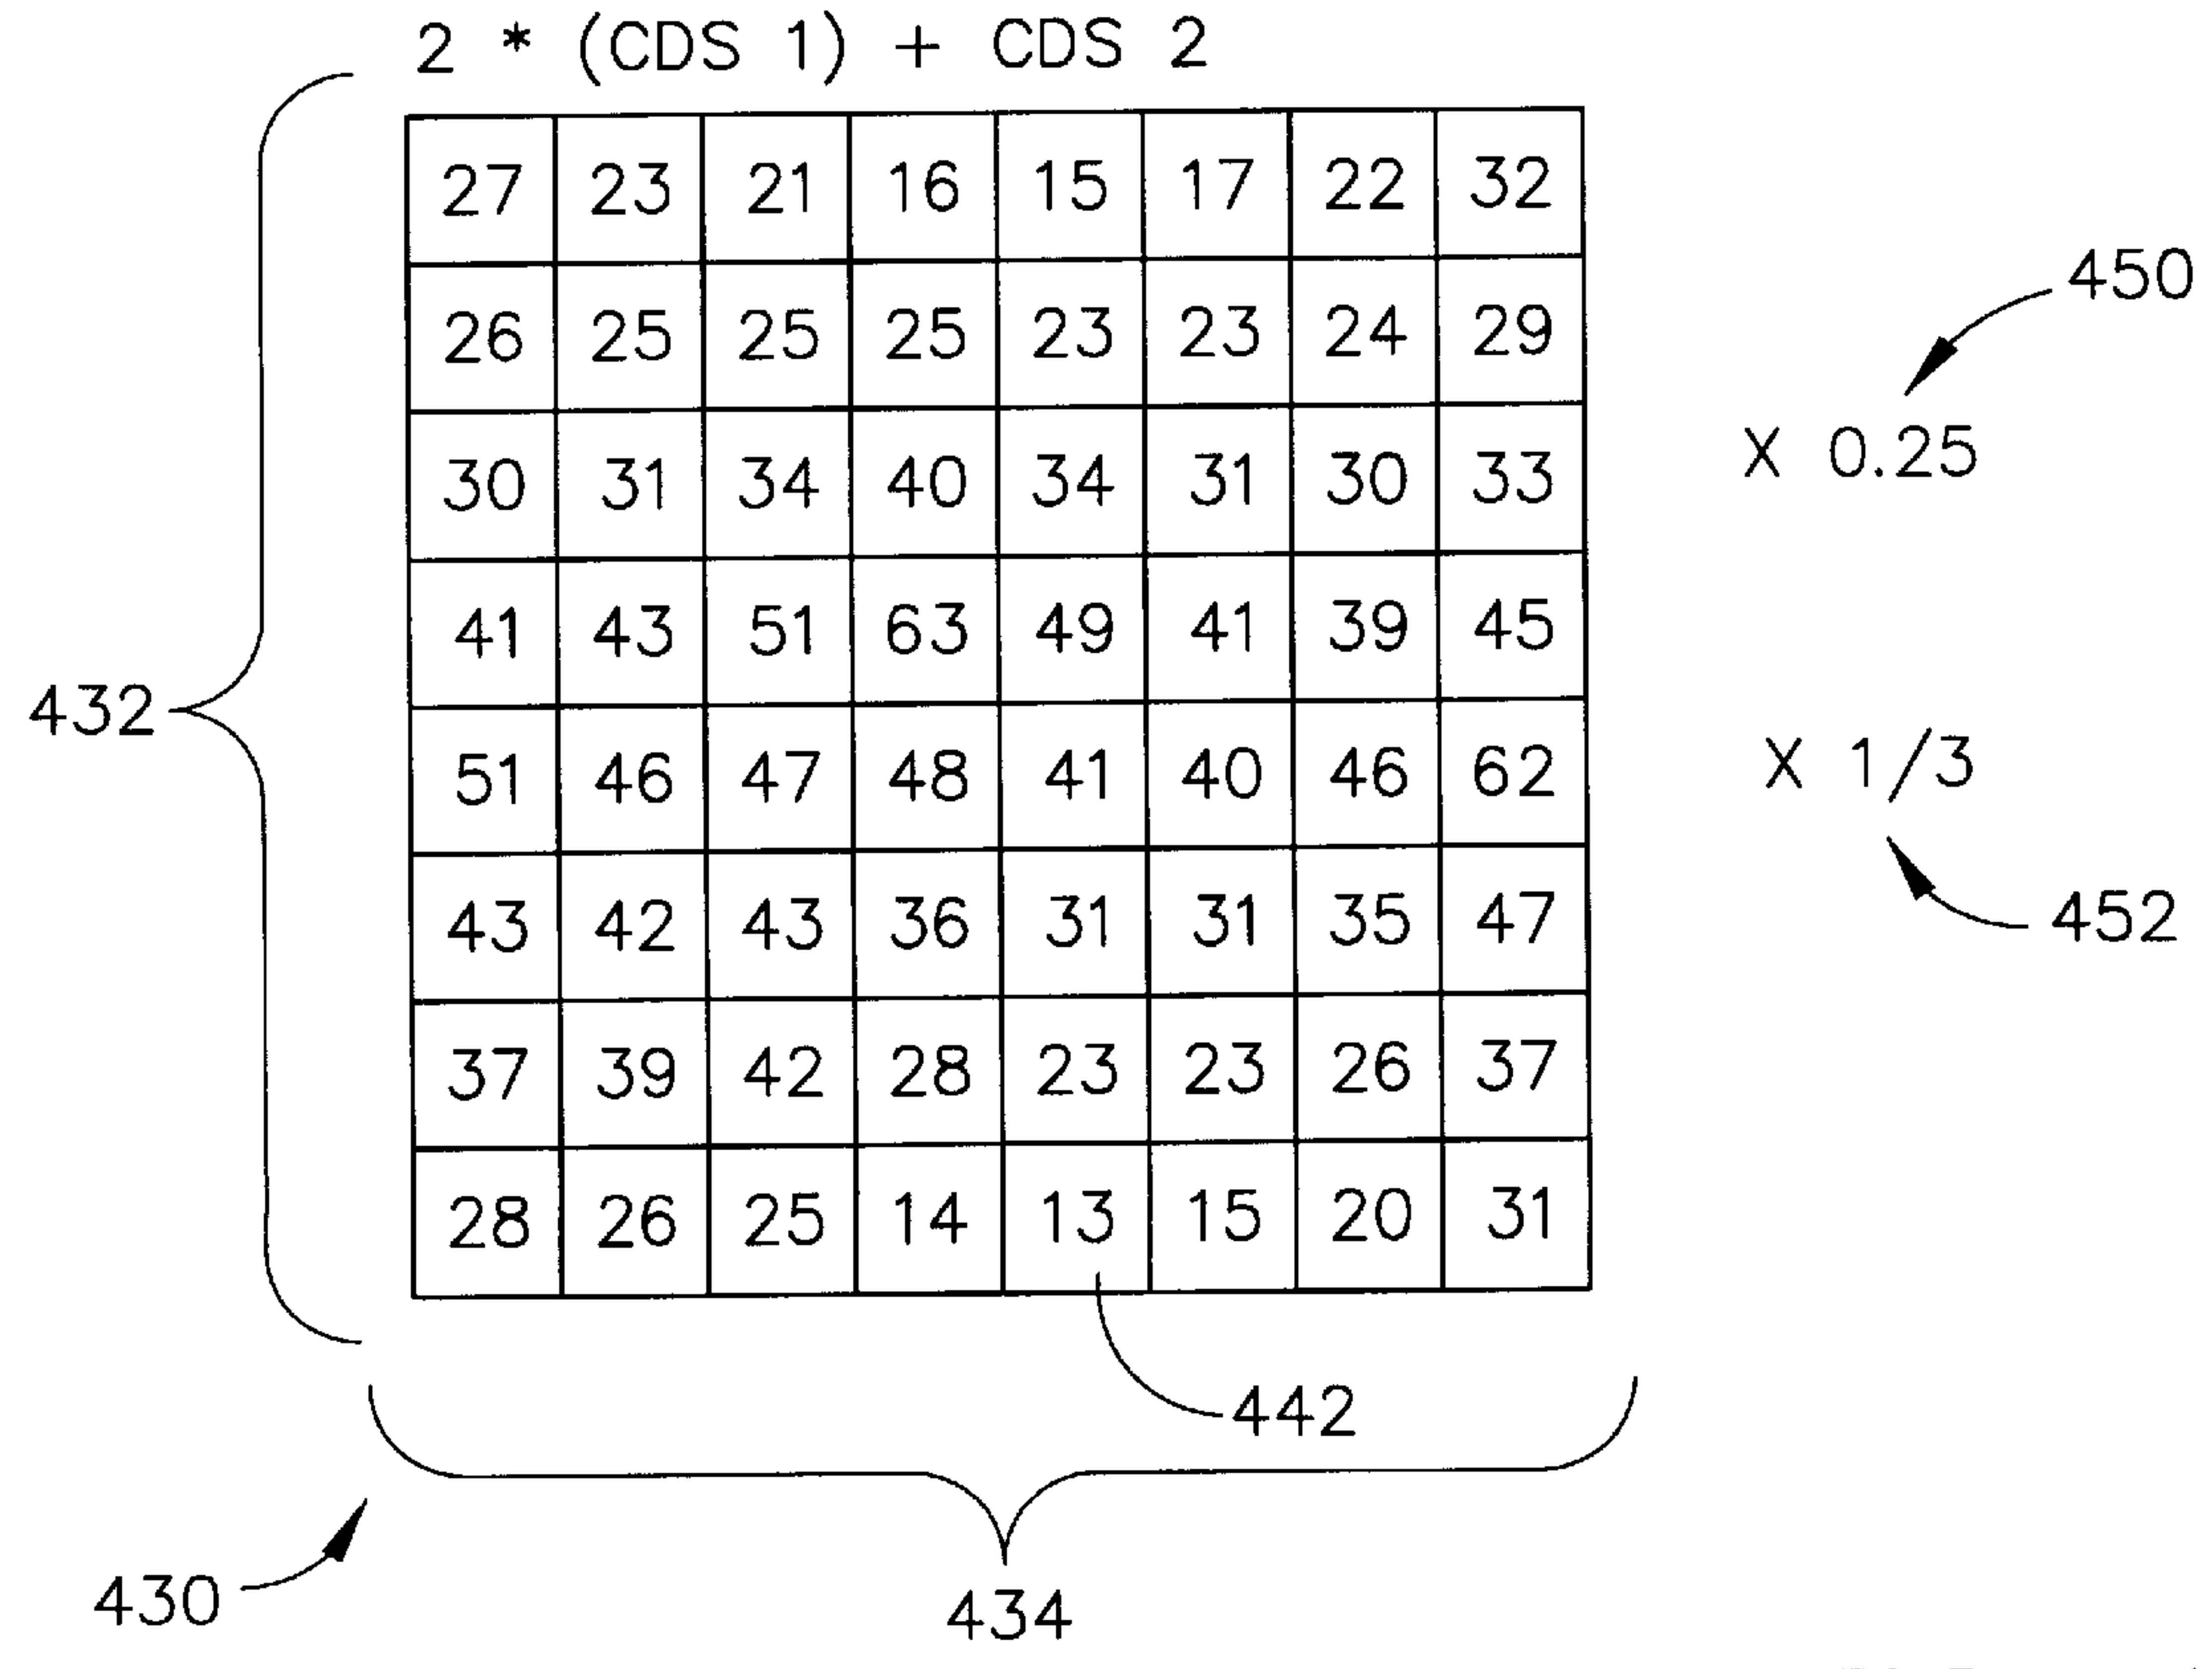 2 * (CDS 1) + CDS 2
27 23 21 16 15 17 22 32
450
26 25 25 25 23 23 24 29
30 31 34 40 34 31 30 33
X 0.25
41 43 51 63 49 41 39 45
432
51 46 47 48 41 40 46 62
X 1/3
43 42 43 36 31 31 35 47
452
37 39 42 28 23 23 26 37
28 26 25 14 13 15 20 31
442
430
434